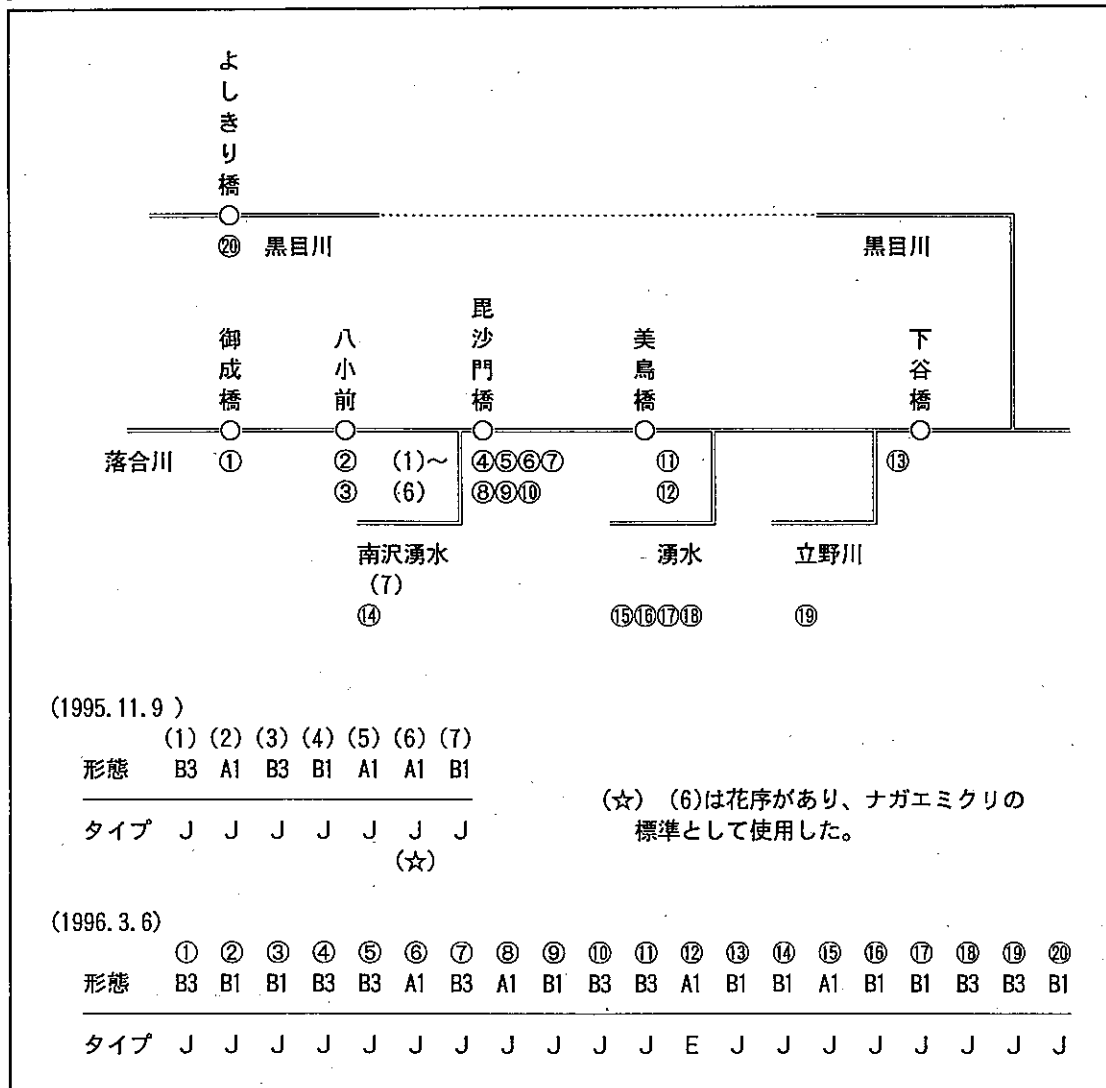 よしきり橋
⑳ 黒目川 黒目川
御成橋 八小前 毘沙門橋 美鳥橋 下谷橋
落合川 ① ② (1)～ ④⑤⑥⑦ ⑪ ⑬
③ (6) ⑧⑨⑩ ⑫
南沢湧水 湧水 立野川
(7)
⑭ ⑮⑯⑰⑱ ⑲
(1995.11.9 )
(1) (2) (3) (4) (5) (6) (7)
形態 B3 A1 B3 B1 A1 A1 B1
タイプ J J J J J J J
(☆)
(☆) (6)は花序があり、ナガエミクリの
標準として使用した。
(1996.3.6)
① ② ③ ④ ⑤ ⑥ ⑦ ⑧ ⑨ ⑩ ⑪ ⑫ ⑬ ⑭ ⑮ ⑯ ⑰ ⑱ ⑲ ⑳
形態 B3 B1 B1 B3 B3 A1 B3 A1 B1 B3 B3 A1 B1 B1 A1 B1 B1 B3 B3 B1
タイプ J J J J J J J J J J J E J J J J J J J J